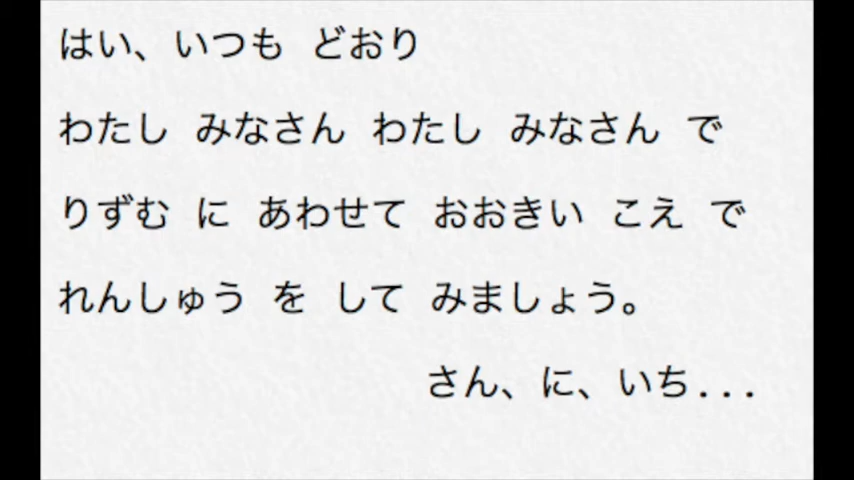 はい、いつも どおり
わたし みなさん わたし みなさん で
りずむ に あわせて おおきい こえ で
れんしゅう を して みましょう。
さん、に、いち...